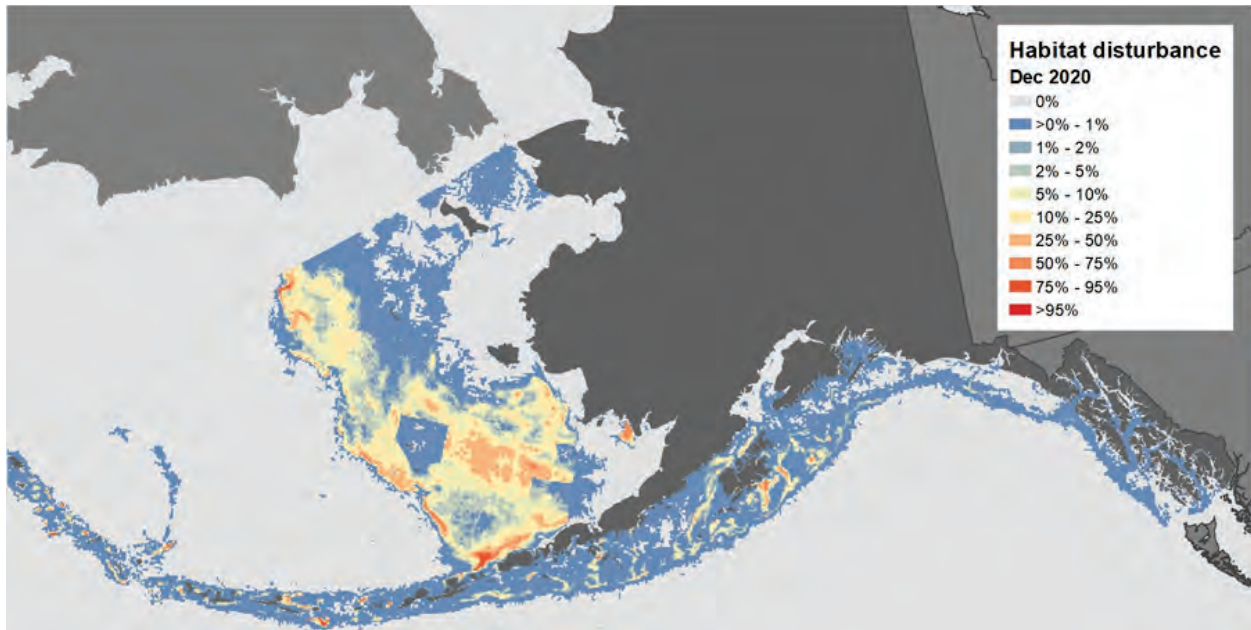 Habitat disturbance
Dec 2020
0%
>0% - 1%
1% - 2%
2% - 5%
5% - 10%
10% - 25%
25% - 50%
50% - 75%
75% - 95%
>95%